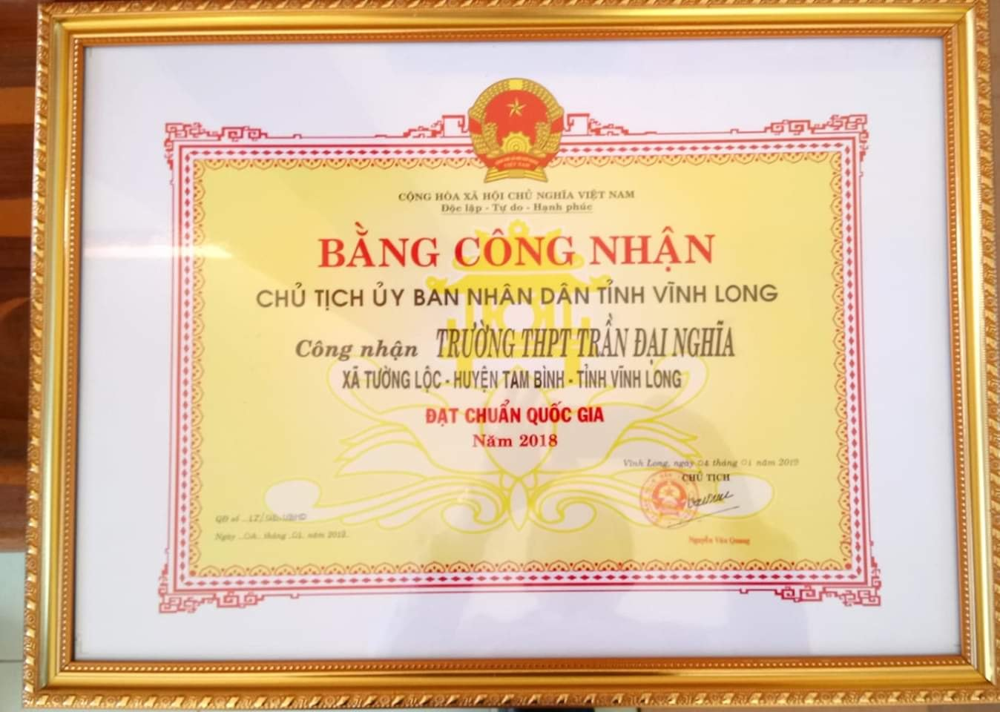 CỘNG HÒA XÃ HỘI CHỦ NGHĨA VIỆT NAM
Độc lập - Tự do - Hạnh phúc
BẰNG CÔNG NHẬN
CHỦ TỊCH ỦY BAN NHÂN DÂN TỈNH VĨNH LONG
Công nhận TRƯỜNG THPT TRẦN ĐẠI NGHĨA
XÃ TƯỜNG LỘC - HUYỆN TAM BÌNH - TỈNH VĨNH LONG
ĐẠT CHUẨN QUỐC GIA
Năm 2018
Vĩnh Long, ngày 04 tháng 01 năm 2019
CHỦ TỊCH
QĐ số 17/QĐ-UBND
Ngày 04 tháng 01 năm 2019
Nguyễn Văn Quang